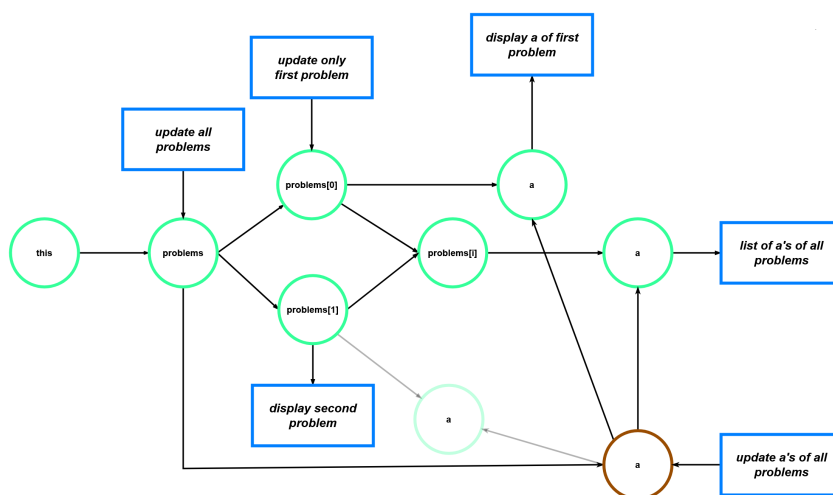 display a of first
problem
update only
first problem
update all
problems
problems[0]
a
this
problems
problems[i]
a
list of a's of all
problems
problems[1]
display second
problem
a
a
update a's of all
problems